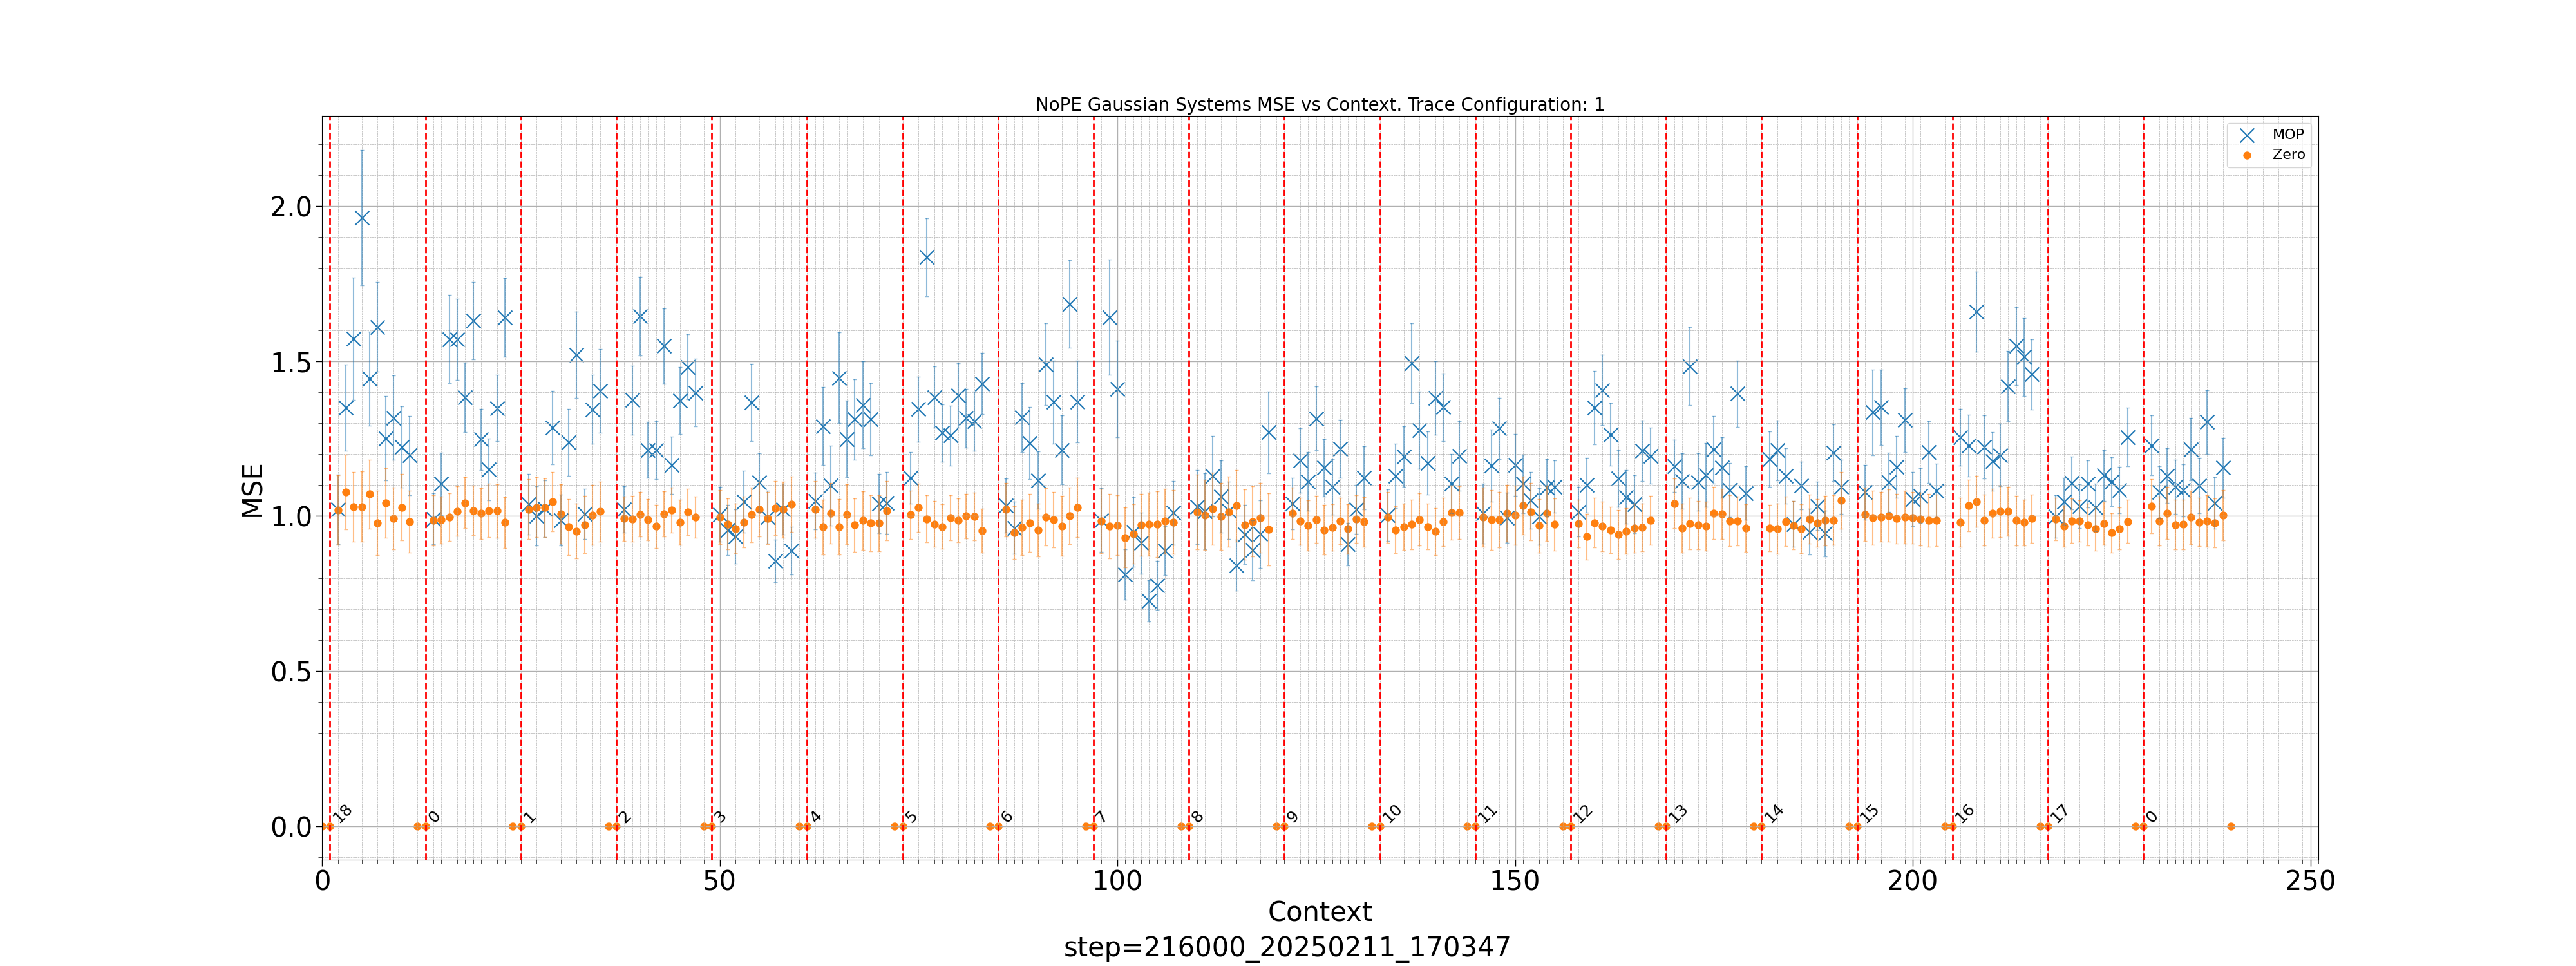 NoPE Gaussian Systems MSE vs Context. Trace Configuration: 1
MOP
Zero
MSE
2.0
1.5
1.0
0.5
0.0
18 0 1 2 3 4 5 6 7 8 9 10 11 12 13 14 15 16 17 0
0 50 100 150 200 250
Context
step=216000_20250211_170347